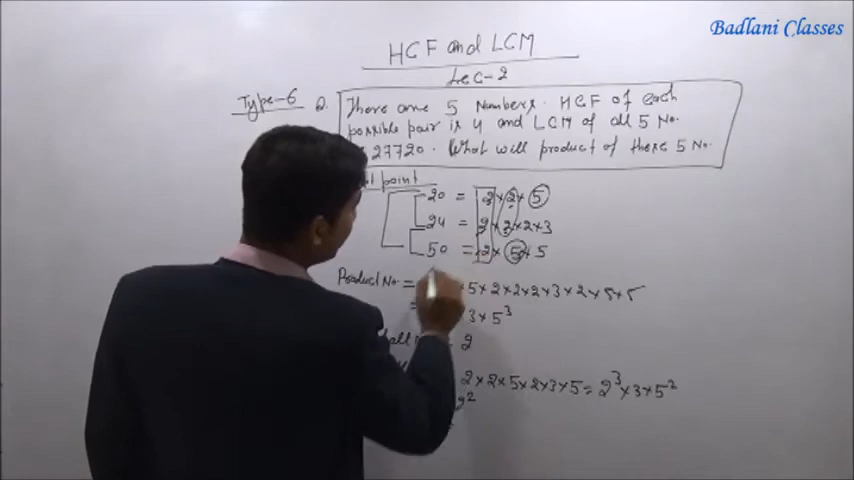 Badlani Classes
HCF and LCM
Lec-2
Type-6 Q. There are 5 Numbers. HCF of each
possible pair is 4 and LCM of all 5 No.
27720. What will product of these 5 No.
point
20 = 2×2×5
24 = 2×2×2×3
50 = 2×5×5
Product No. = ×5×2×2×2×3×2×5×5
= 3×5³
all = 2
2×2×5×2×3×5 = 2³×3×5²
2²